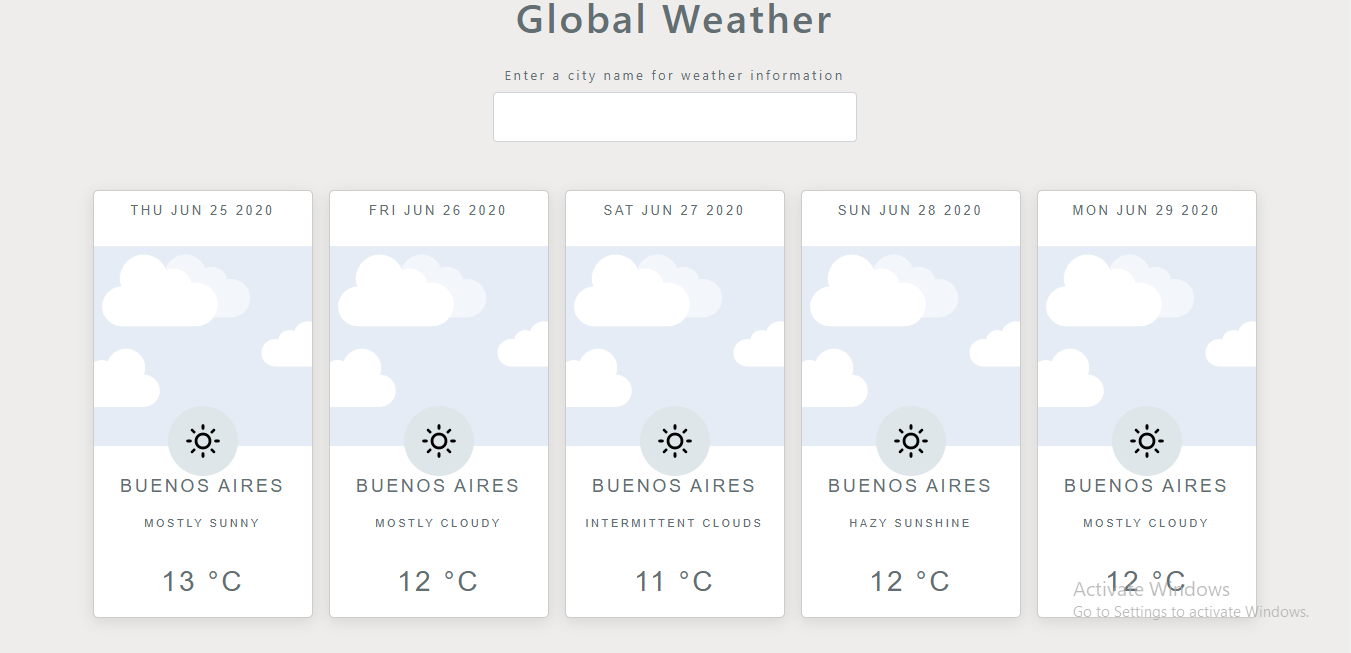 Global Weather
Enter a city name for weather information
THU JUN 25 2020
BUENOS AIRES
MOSTLY SUNNY
13 °C
FRI JUN 26 2020
BUENOS AIRES
MOSTLY CLOUDY
12 °C
SAT JUN 27 2020
BUENOS AIRES
INTERMITTENT CLOUDS
11 °C
SUN JUN 28 2020
BUENOS AIRES
HAZY SUNSHINE
12 °C
MON JUN 29 2020
BUENOS AIRES
MOSTLY CLOUDY
12 °C
Activate Windows
Go to Settings to activate Windows.